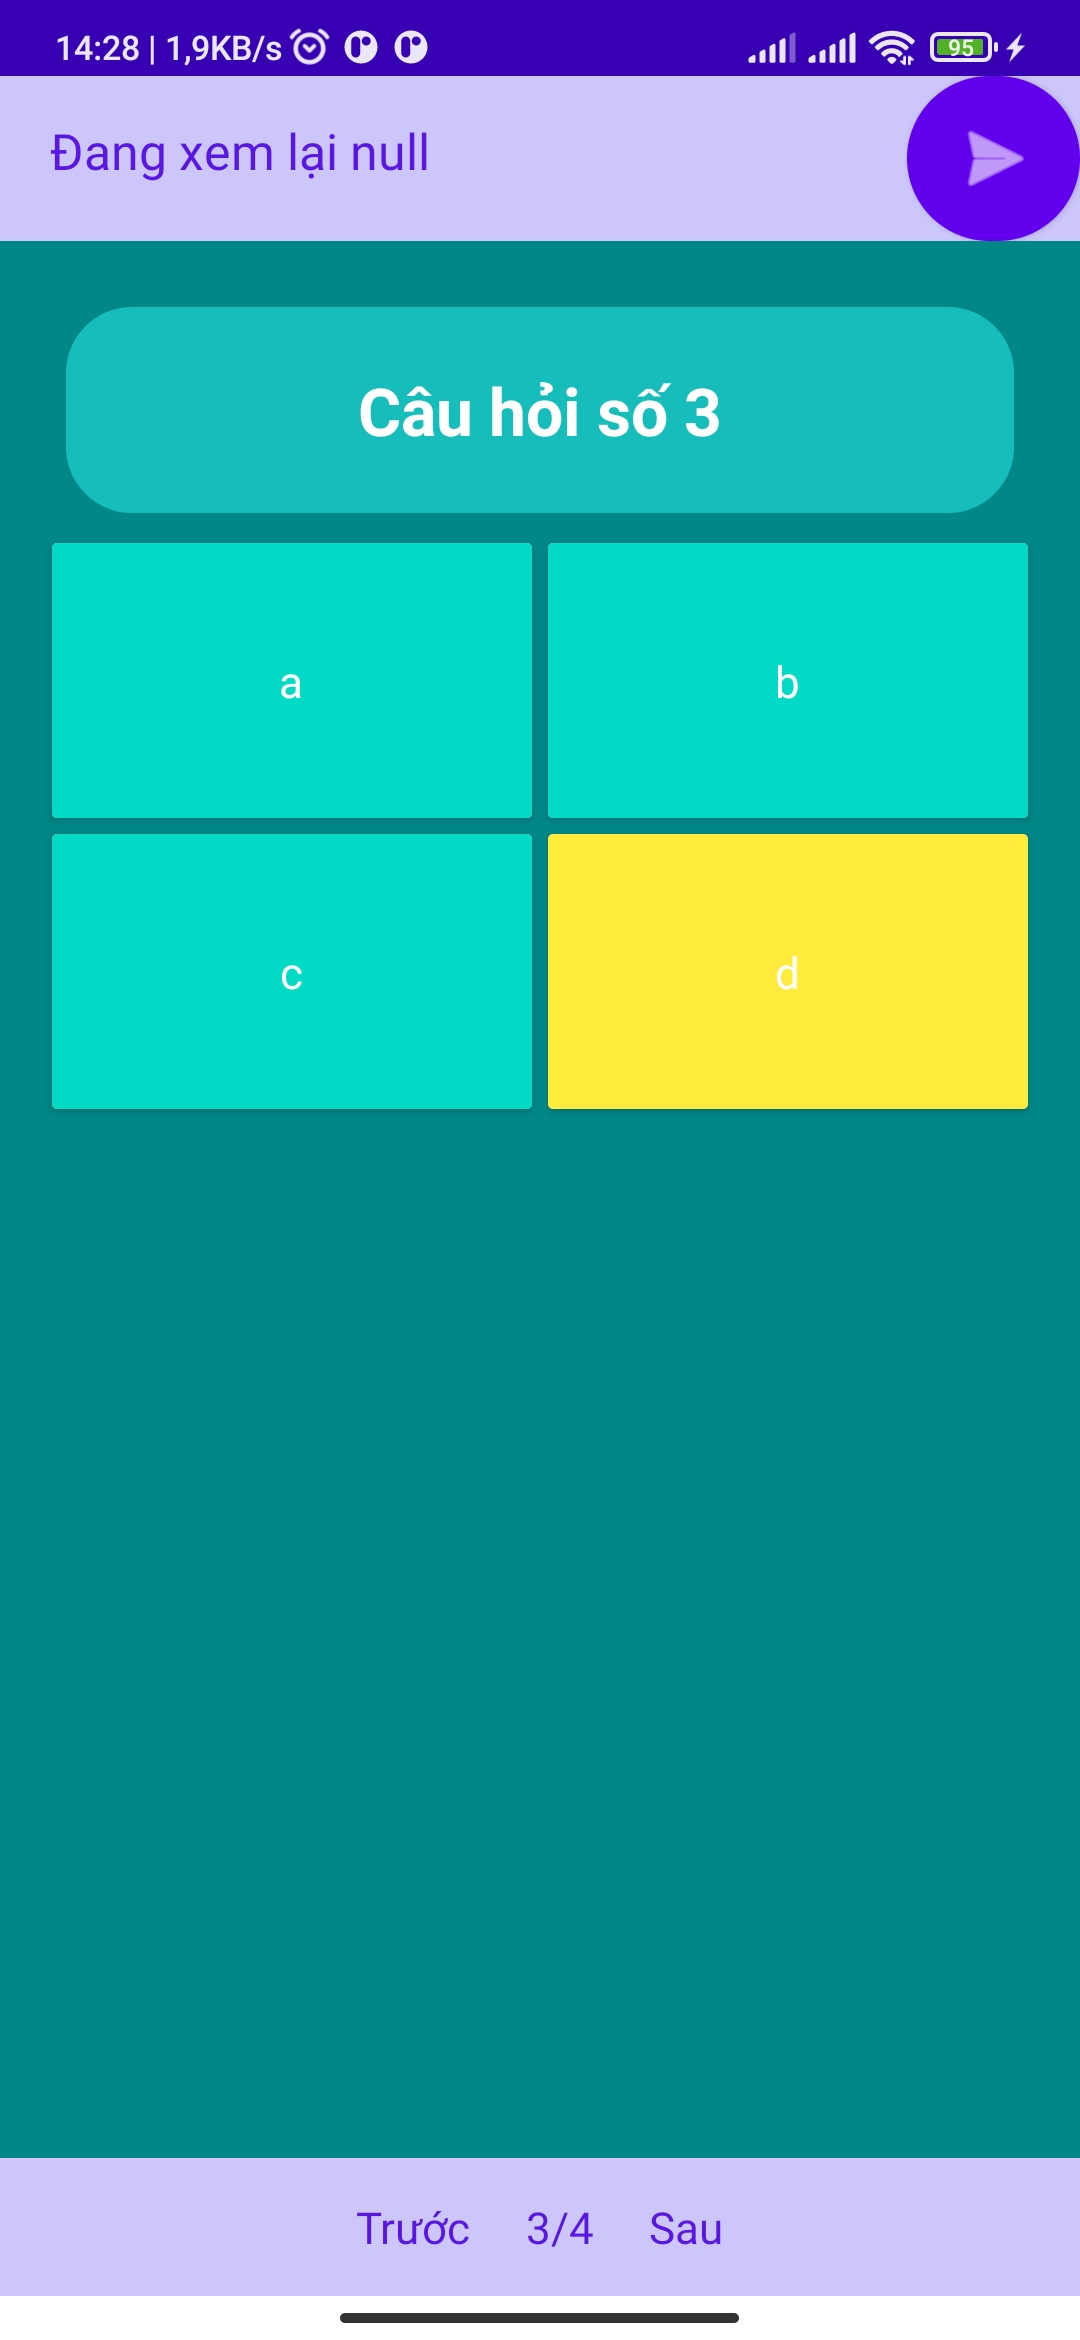 14:28 | 1,9KB/s 95
Đang xem lại null
Câu hỏi số 3
a b
c d
Trước 3/4 Sau